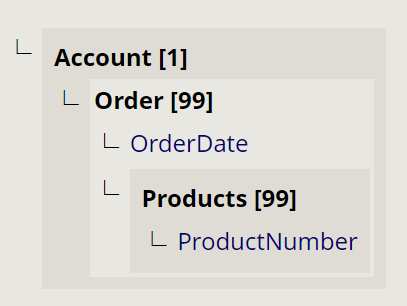 Account [1]
Order [99]
OrderDate
Products [99]
ProductNumber